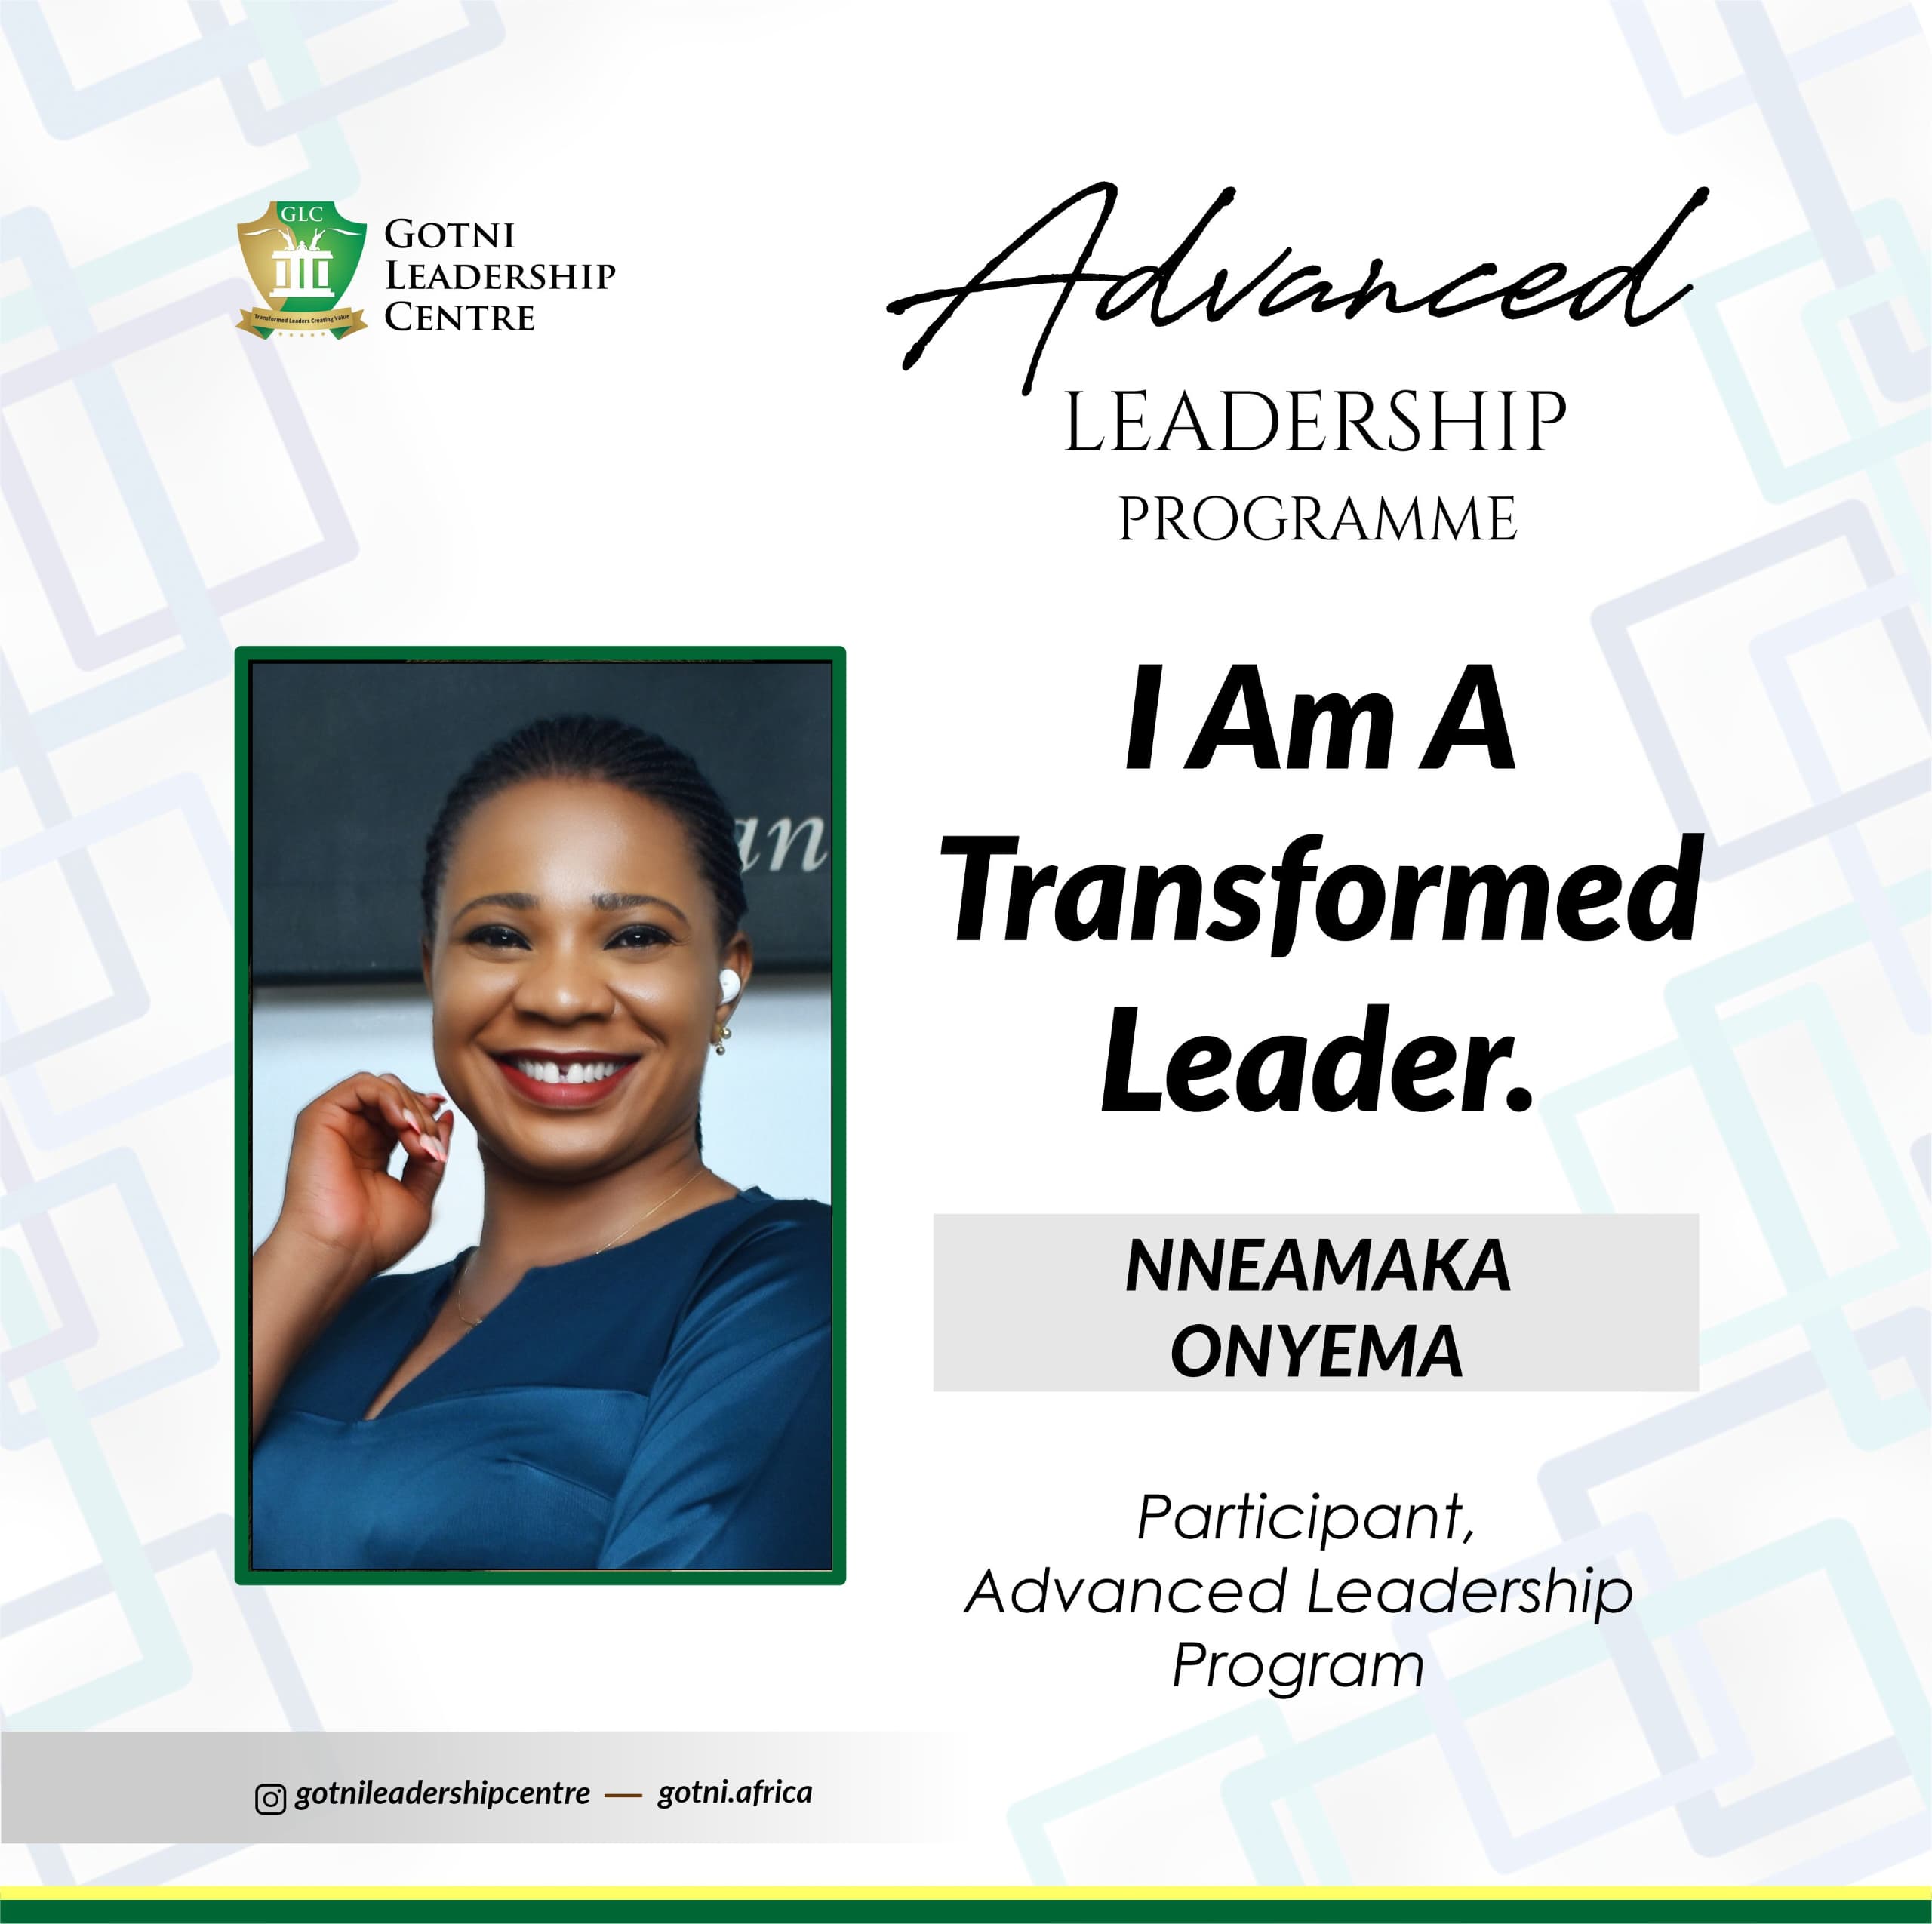 GLC
Transformed Leaders Creating Value
GOTNI
LEADERSHIP
CENTRE
Advanced
LEADERSHIP
PROGRAMME
an
I Am A
Transformed
Leader.
NNEAMAKA
ONYEMA
Participant,
Advanced Leadership
Program
gotnileadershipcentre — gotni.africa